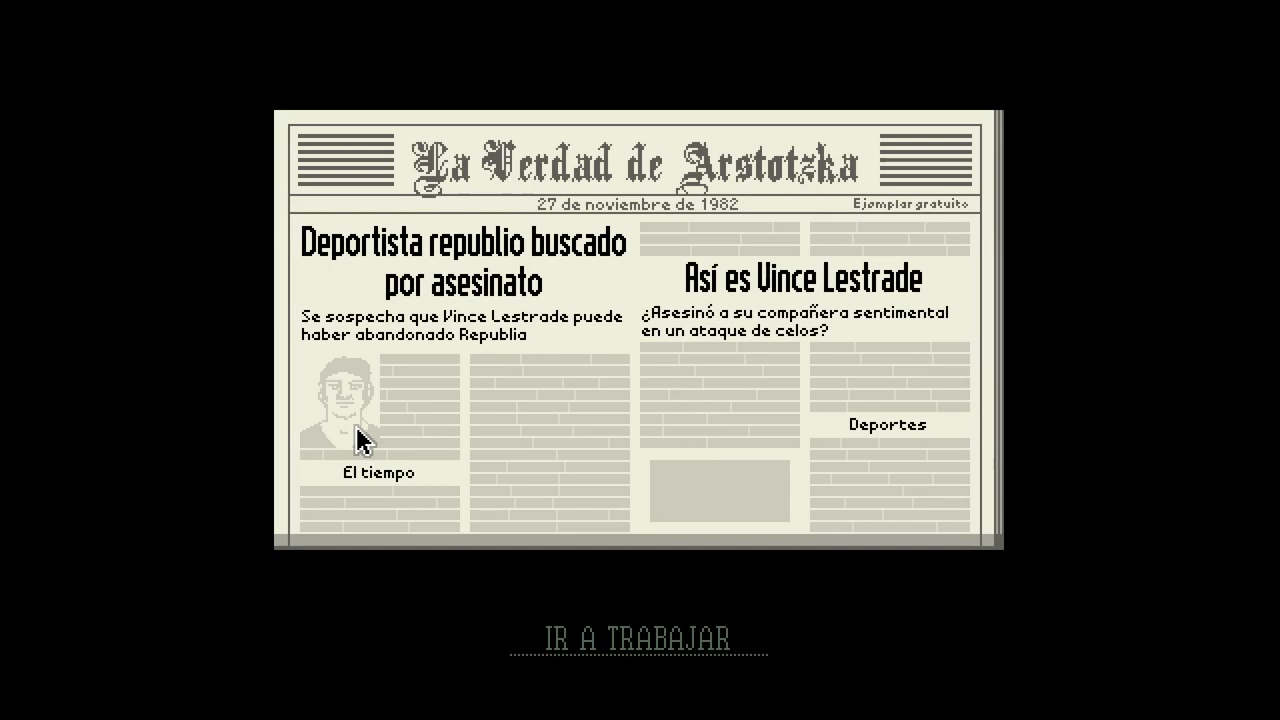 La Verdad de Arstotzka
27 de noviembre de 1982
Ejemplar gratuito
Deportista republio buscado
por asesinato
Se sospecha que Vince Lestrade puede
haber abandonado Republia
El tiempo
Así es Vince Lestrade
¿Asesinó a su compañera sentimental
en un ataque de celos?
Deportes
IR A TRABAJAR